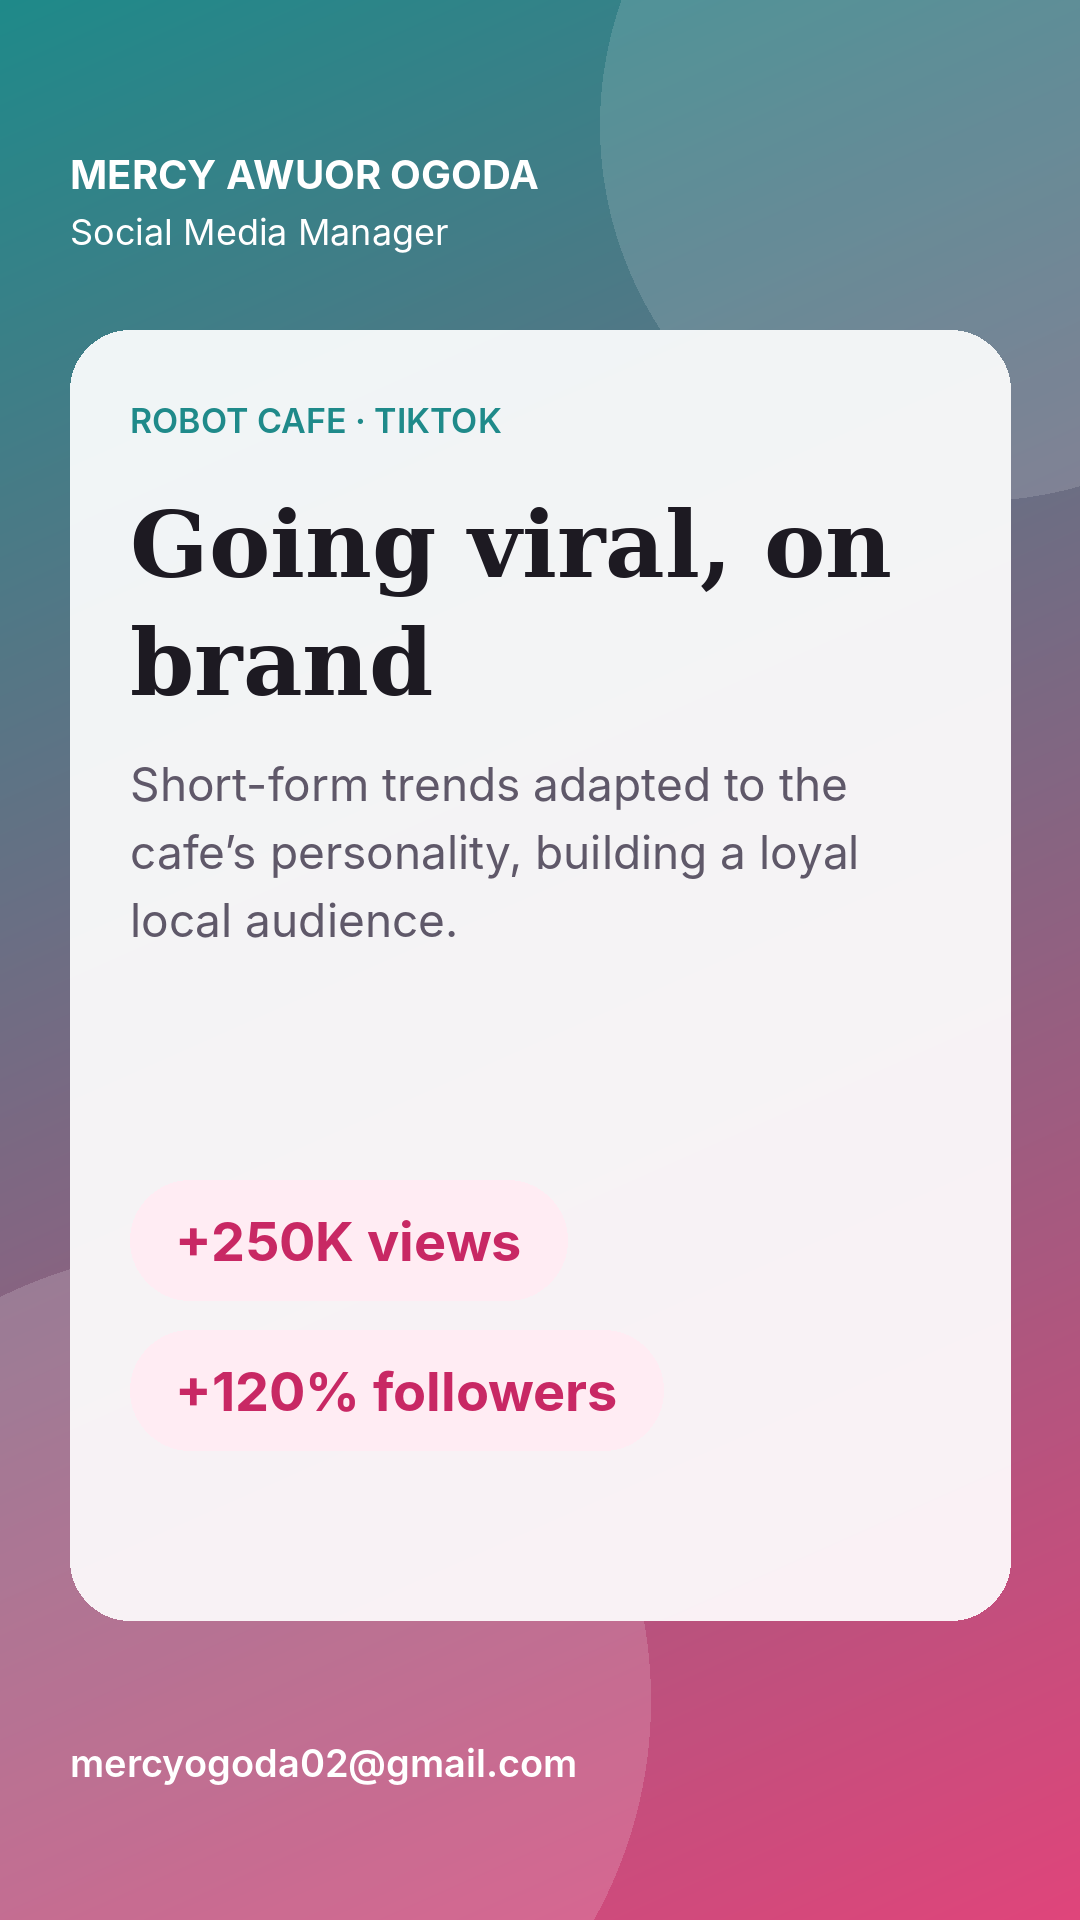 MERCY AWUOR OGODA
Social Media Manager
ROBOT CAFE · TIKTOK
Going viral, on
brand
Short-form trends adapted to the
cafe’s personality, building a loyal
local audience.
+250K views
+120% followers
mercyogoda02@gmail.com